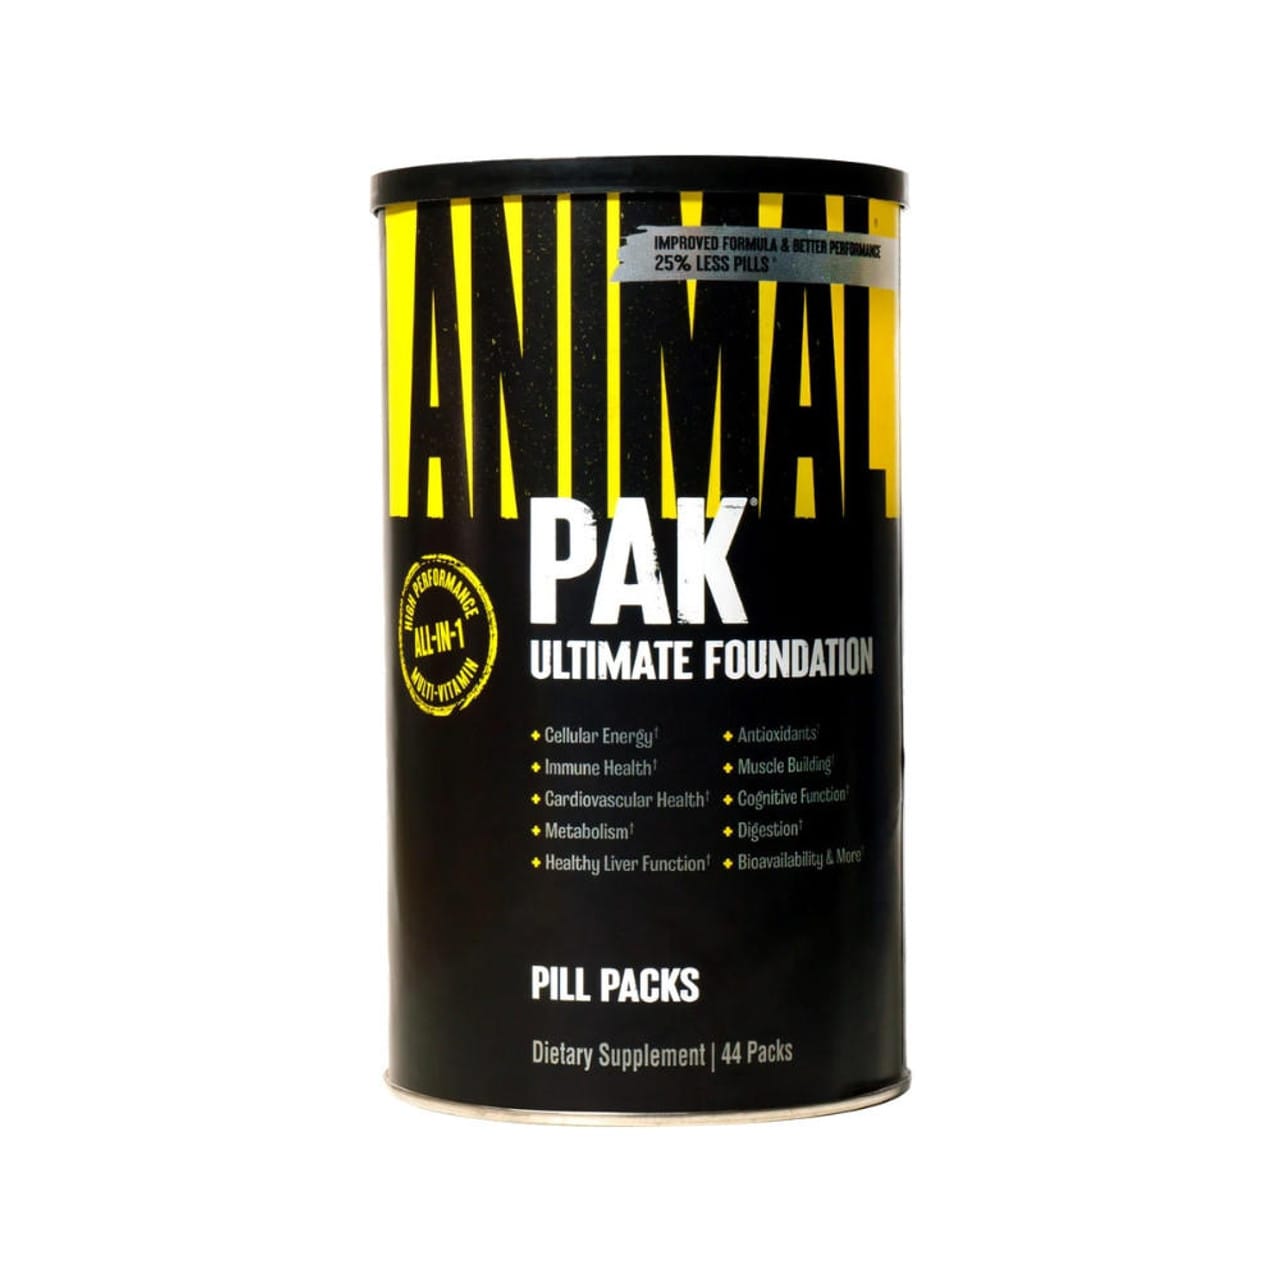 ANIMAL®
IMPROVED FORMULA & BETTER PERFORMANCE
25% LESS PILLS*
PAK®
ULTIMATE FOUNDATION
HIGH PERFORMANCE
ALL-IN-1
MULTI-VITAMIN
+ Cellular Energy†
+ Immune Health†
+ Cardiovascular Health†
+ Metabolism†
+ Healthy Liver Function†
+ Antioxidants†
+ Muscle Building†
+ Cognitive Function†
+ Digestion†
+ Bioavailability & More†
PILL PACKS
Dietary Supplement | 44 Packs